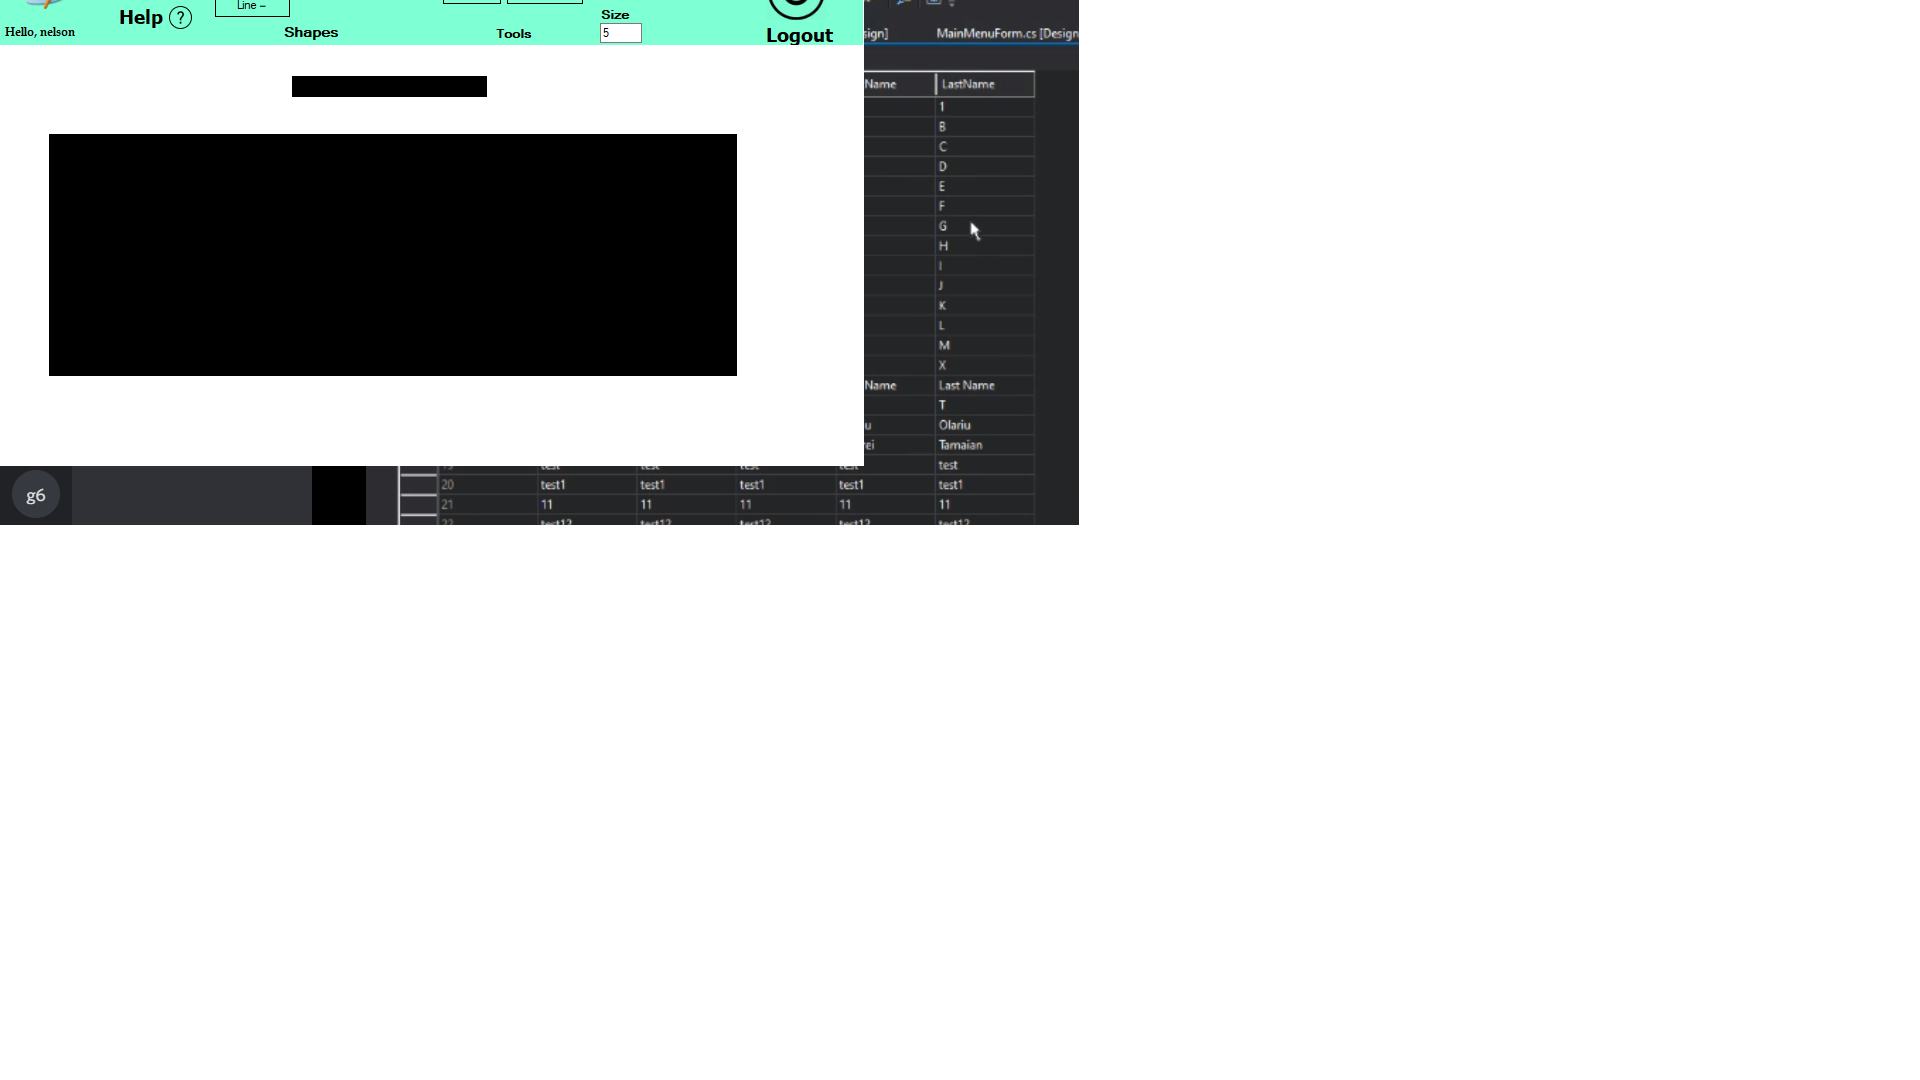 Line –
Size
Help ?
Hello, nelson
Shapes
Tools
5
Logout
sign]
MainMenuForm.cs [Design
Name LastName
1
B
C
D
E
F
G
H
I
J
K
L
M
X
Name Last Name
T
u Olariu
rei Tamaian
19 test test test test test
20 test1 test1 test1 test1 test1
21 11 11 11 11 11
22 test12 test12 test12 test12 test12
g6